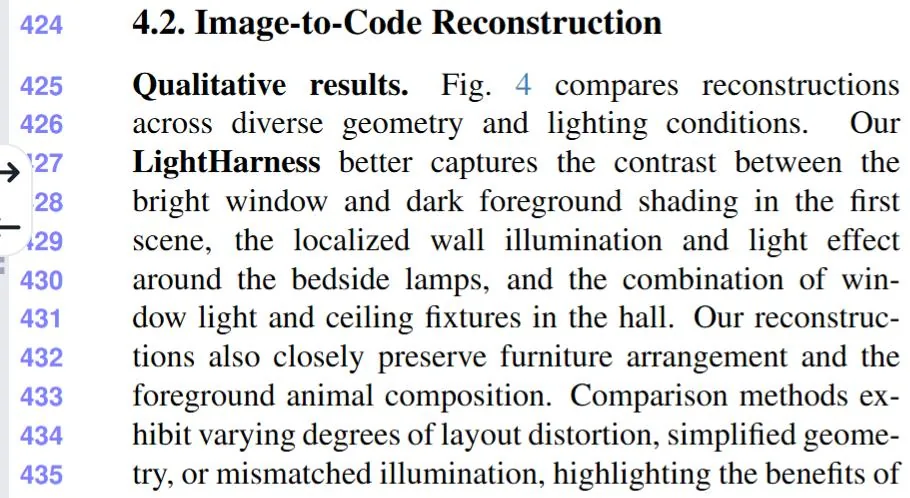 424 4.2. Image-to-Code Reconstruction
425 Qualitative results. Fig. 4 compares reconstructions
426 across diverse geometry and lighting conditions. Our
27 LightHarness better captures the contrast between the
28 bright window and dark foreground shading in the first
429 scene, the localized wall illumination and light effect
430 around the bedside lamps, and the combination of win-
431 dow light and ceiling fixtures in the hall. Our reconstruc-
432 tions also closely preserve furniture arrangement and the
433 foreground animal composition. Comparison methods ex-
434 hibit varying degrees of layout distortion, simplified geome-
435 try, or mismatched illumination, highlighting the benefits of